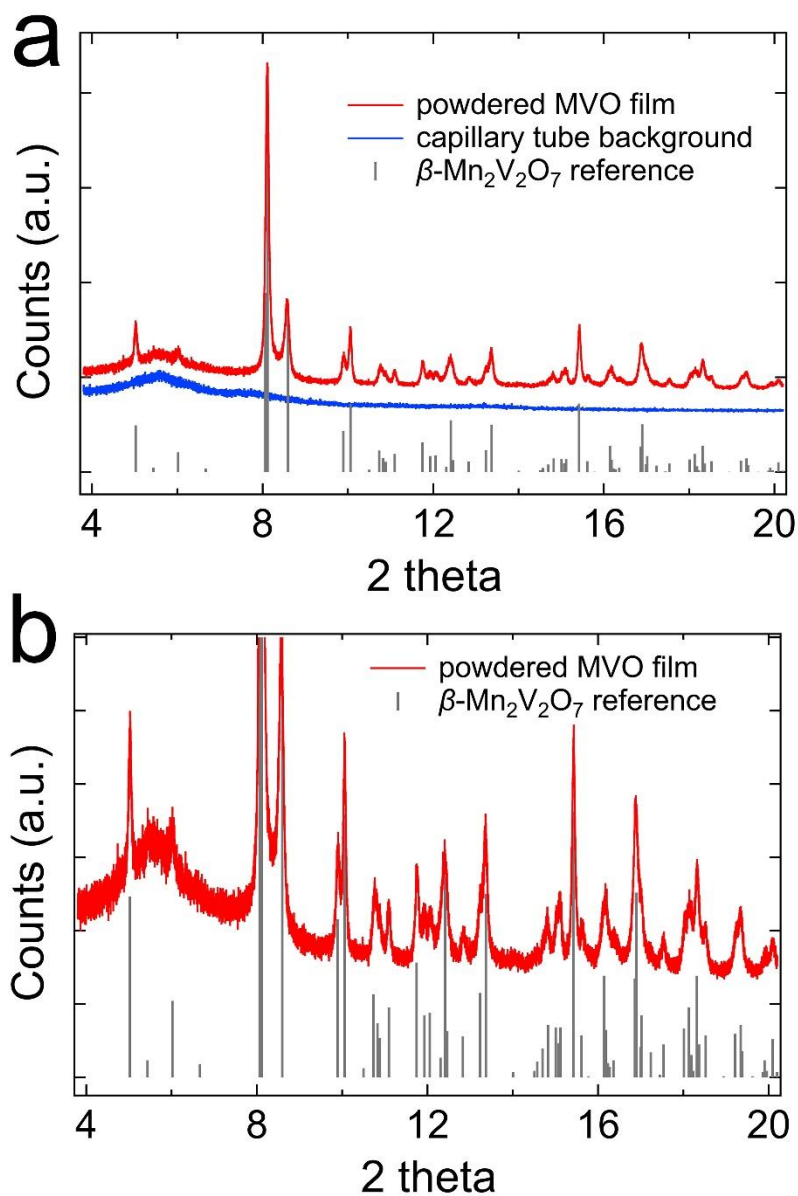 a
Counts (a.u.)
powdered MVO film
capillary tube background
β-Mn₂V₂O₇ reference
4 8 12 16 20
2 theta
b
Counts (a.u.)
powdered MVO film
β-Mn₂V₂O₇ reference
4 8 12 16 20
2 theta